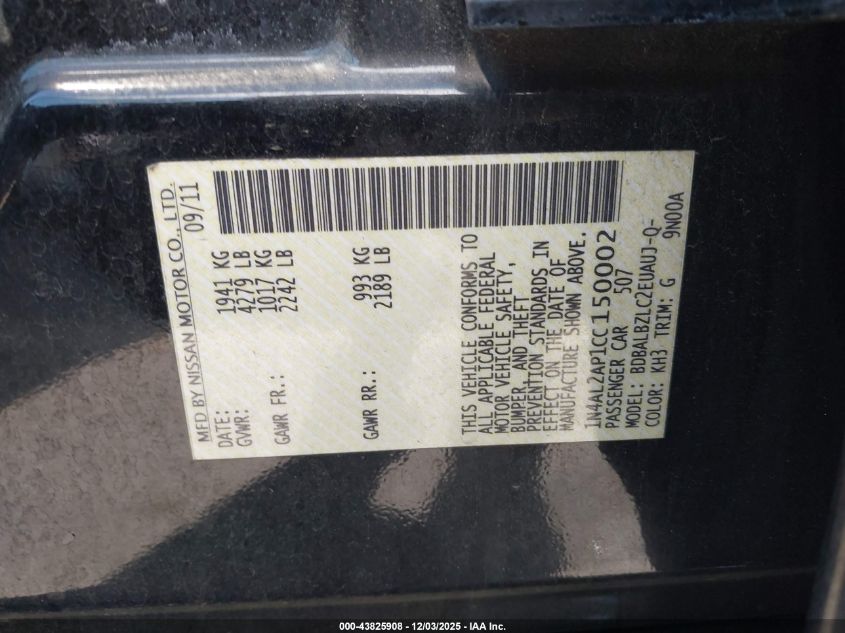 MFD BY NISSAN MOTOR CO., LTD.
DATE: 09/11
GVWR: 1941 KG
4279 LB
GAWR FR.: 1017 KG
2242 LB
GAWR RR.: 993 KG
2189 LB
THIS VEHICLE CONFORMS TO
ALL APPLICABLE FEDERAL
MOTOR VEHICLE SAFETY,
BUMPER, AND THEFT
PREVENTION STANDARDS IN
EFFECT ON THE DATE OF
MANUFACTURE SHOWN ABOVE.
1N4AL2AP1CC150002
PASSENGER CAR 507
MODEL: BDBALBZLC2EUAUJ-Q-
COLOR: KH3 TRIM: G 9N00A
000-43825908 - 12/03/2025 - IAA Inc.